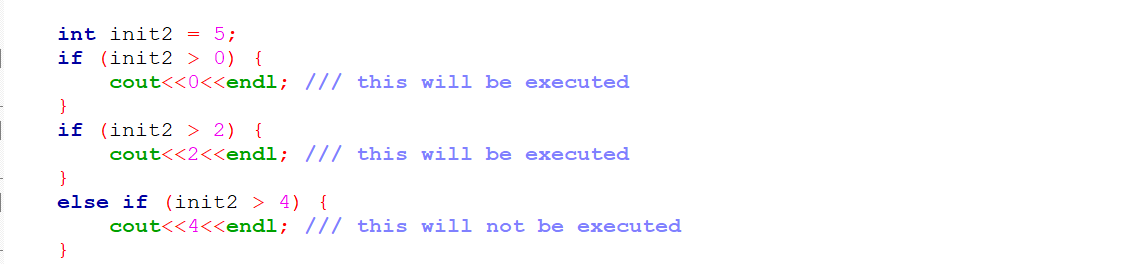 int init2 = 5;
if (init2 > 0) {
    cout<<0<<endl; /// this will be executed
}
if (init2 > 2) {
    cout<<2<<endl; /// this will be executed
}
else if (init2 > 4) {
    cout<<4<<endl; /// this will not be executed
}